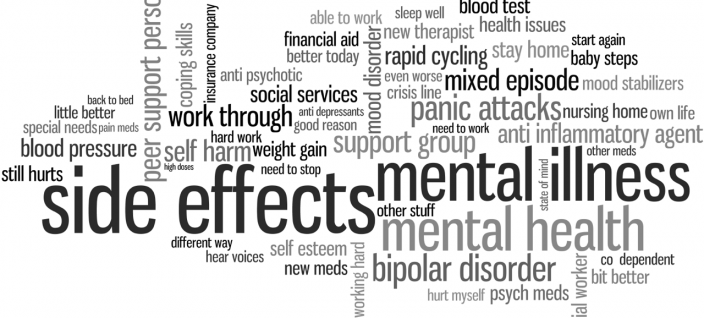 blood test
able to work
sleep well
health issues
financial aid
new therapist
better today
rapid cycling
stay home
start again
baby steps
peer support perso
coping skills
insurance company
mood disorder
anti psychotic
even worse
crisis line
mixed episode
mood stabilizers
social services
back to bed
little better
special needs
pain meds
work through
anti depressants
good reason
panic attacks
nursing home
own life
hard work
need to work
anti inflammatory agent
blood pressure
self harm
weight gain
support group
other meds
still hurts
high doses
need to stop
side effects
mental illness
state of mind
other stuff
mental health
different way
hear voices
self esteem
new meds
working hard
bipolar disorder
ial worker
co dependent
bit better
hurt myself
psych meds